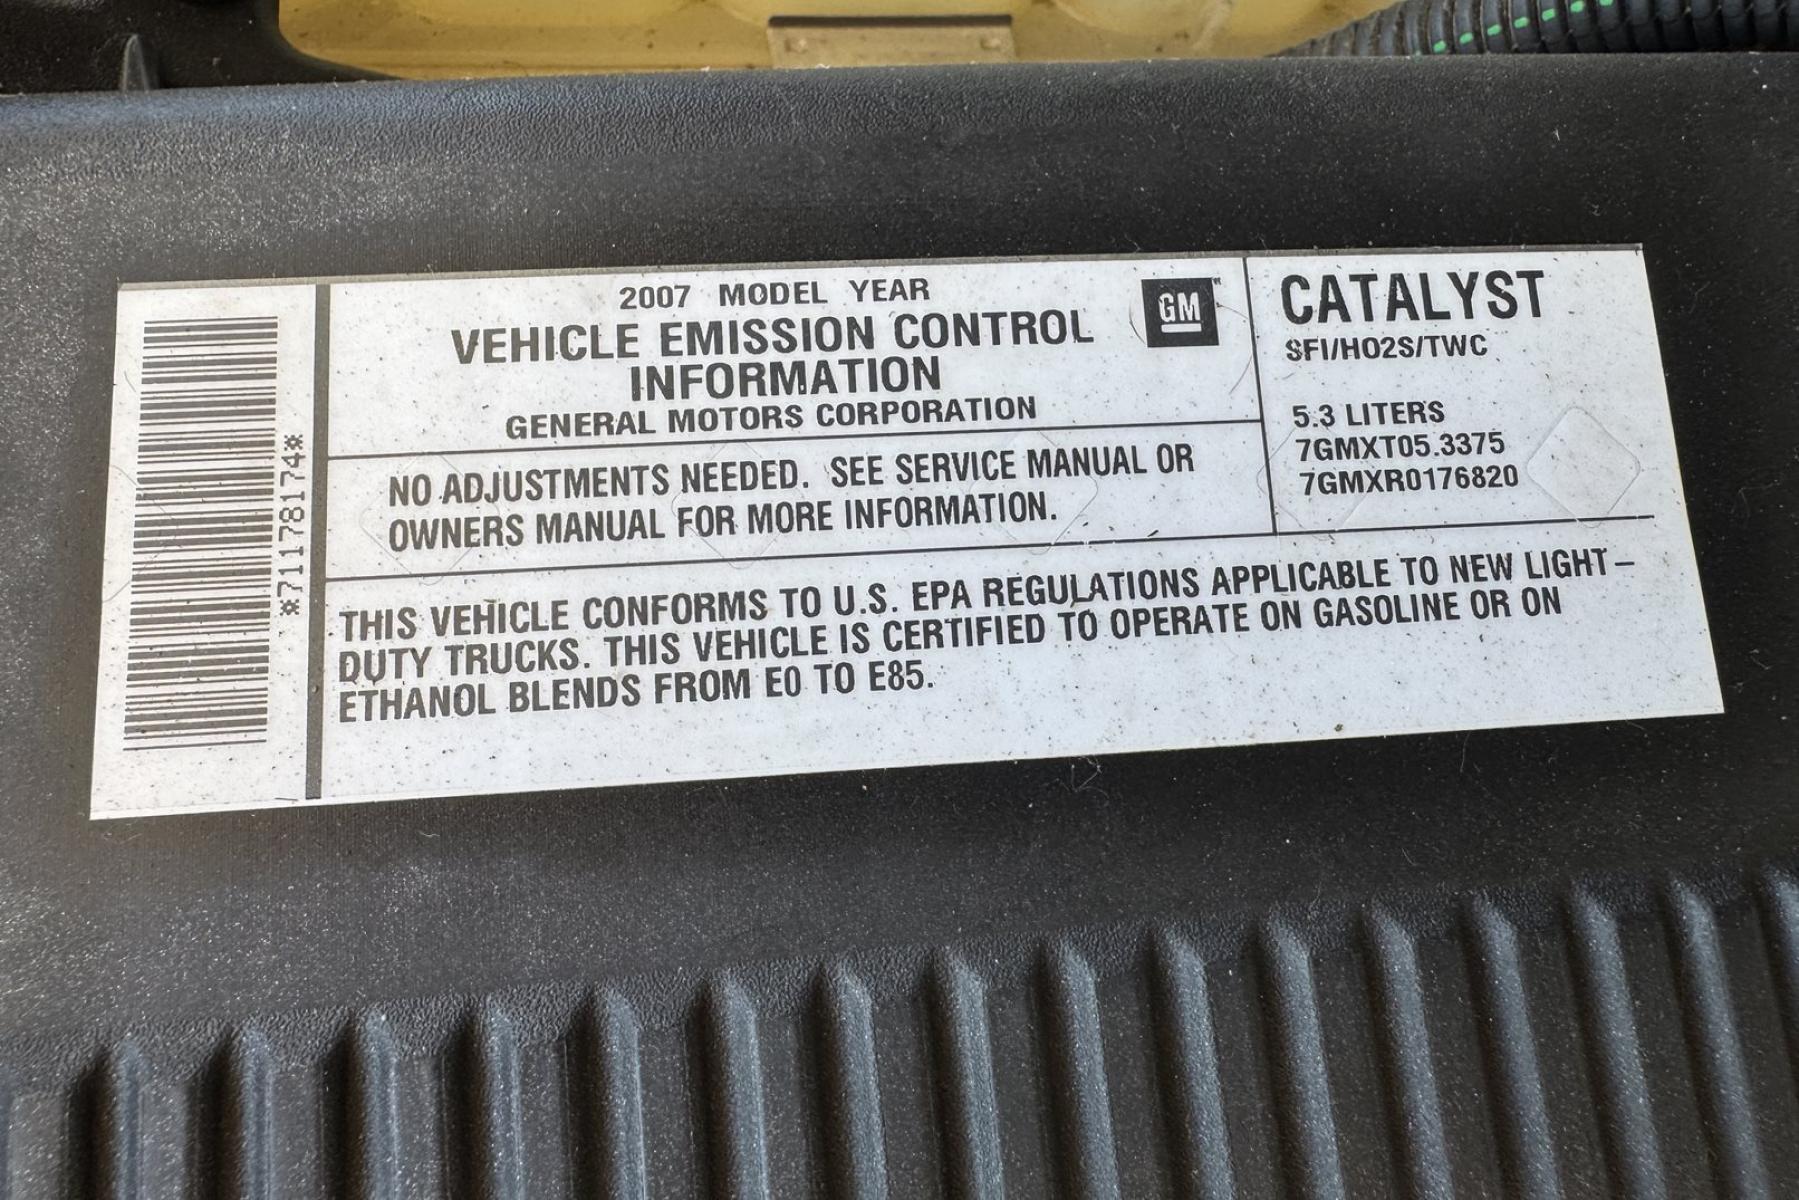 *71178174*
2007 MODEL YEAR
VEHICLE EMISSION CONTROL
INFORMATION
GENERAL MOTORS CORPORATION
GM
NO ADJUSTMENTS NEEDED. SEE SERVICE MANUAL OR
OWNERS MANUAL FOR MORE INFORMATION.
CATALYST
SFI/HO2S/TWC
5.3 LITERS
7GMXT05.3375
7GMXR0176820
THIS VEHICLE CONFORMS TO U.S. EPA REGULATIONS APPLICABLE TO NEW LIGHT-
DUTY TRUCKS. THIS VEHICLE IS CERTIFIED TO OPERATE ON GASOLINE OR ON
ETHANOL BLENDS FROM E0 TO E85.